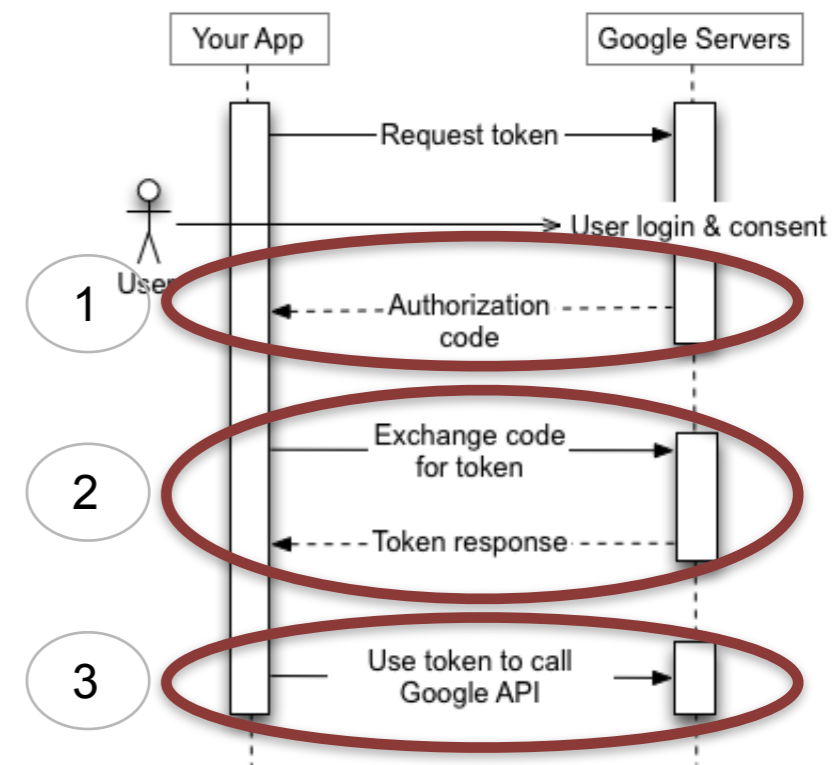 Your App
Google Servers
Request token
User login & consent
User
1
Authorization
code
2
Exchange code
for token
Token response
3
Use token to call
Google API